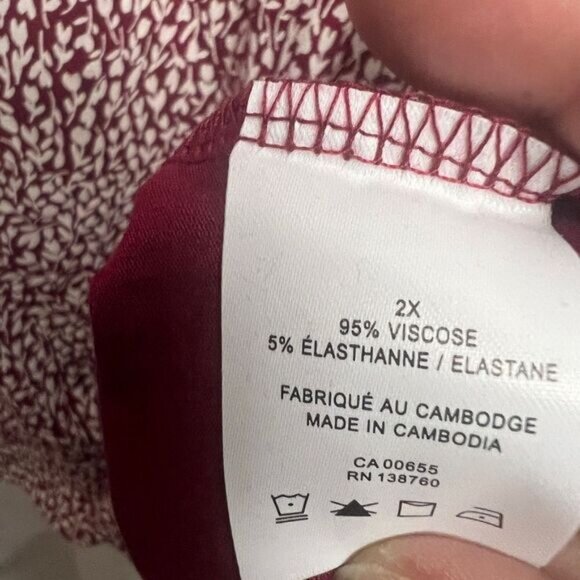 2X
95% VISCOSE
5% ÉLASTHANNE / ELASTANE
FABRIQUÉ AU CAMBODGE
MADE IN CAMBODIA
CA 00655
RN 138760